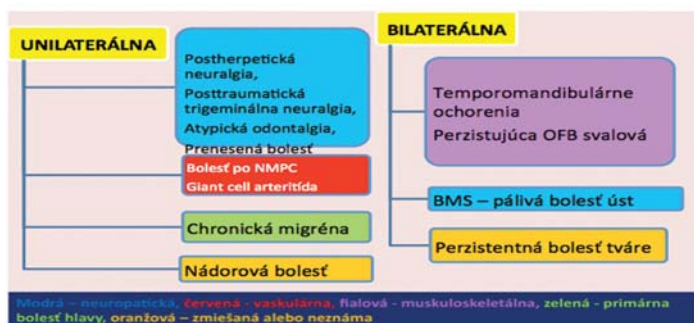 UNILATERÁLNA
Postherpetická
neuralgia,
Posttraumatická
trigeminálna neuralgia,
Atypická odontalgia,
Prenesená bolesť
Bolesť po NMPC
Giant cell arteritída
Chronická migréna
Nádorová bolesť
BILATERÁLNA
Temporomandibulárne
ochorenia
Perzistujúca OFB svalová
BMS – pálivá bolesť úst
Perzistentná bolesť tváre
Modrá – neuropatická, červená - vaskulárna, fialová - muskuloskeletálna, zelená - primárna
bolesť hlavy, oranžová – zmiešaná alebo neznáma